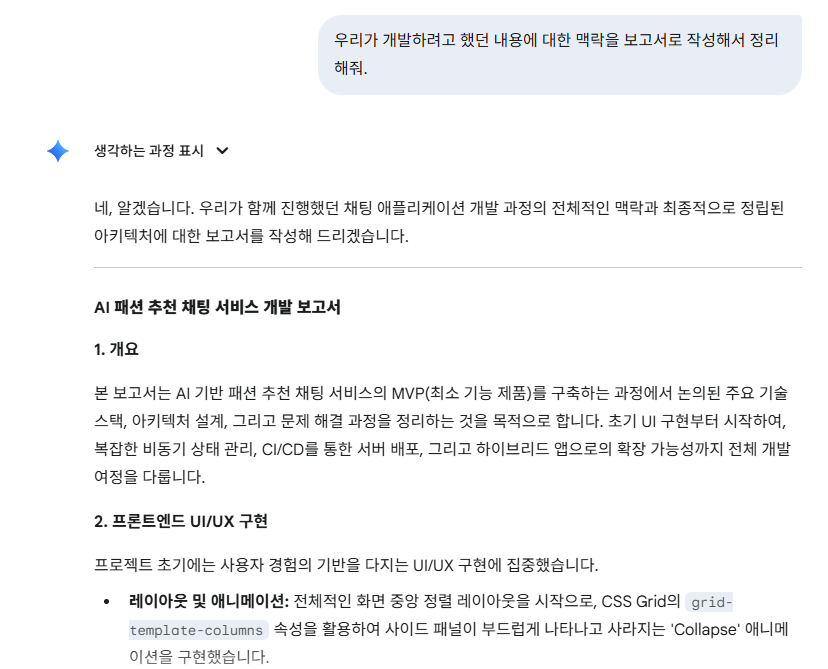 우리가 개발하려고 했던 내용에 대한 맥락을 보고서로 작성해서 정리
해줘.
생각하는 과정 표시
네, 알겠습니다. 우리가 함께 진행했던 채팅 애플리케이션 개발 과정의 전체적인 맥락과 최종적으로 정립된
아키텍처에 대한 보고서를 작성해 드리겠습니다.
AI 패션 추천 채팅 서비스 개발 보고서
1. 개요
본 보고서는 AI 기반 패션 추천 채팅 서비스의 MVP(최소 기능 제품)를 구축하는 과정에서 논의된 주요 기술
스택, 아키텍처 설계, 그리고 문제 해결 과정을 정리하는 것을 목적으로 합니다. 초기 UI 구현부터 시작하여,
복잡한 비동기 상태 관리, CI/CD를 통한 서버 배포, 그리고 하이브리드 앱으로의 확장 가능성까지 전체 개발
여정을 다룹니다.
2. 프론트엔드 UI/UX 구현
프로젝트 초기에는 사용자 경험의 기반을 다지는 UI/UX 구현에 집중했습니다.
• 레이아웃 및 애니메이션: 전체적인 화면 중앙 정렬 레이아웃을 시작으로, CSS Grid의 grid-
template-columns 속성을 활용하여 사이드 패널이 부드럽게 나타나고 사라지는 'Collapse' 애니메
이션을 구현했습니다.